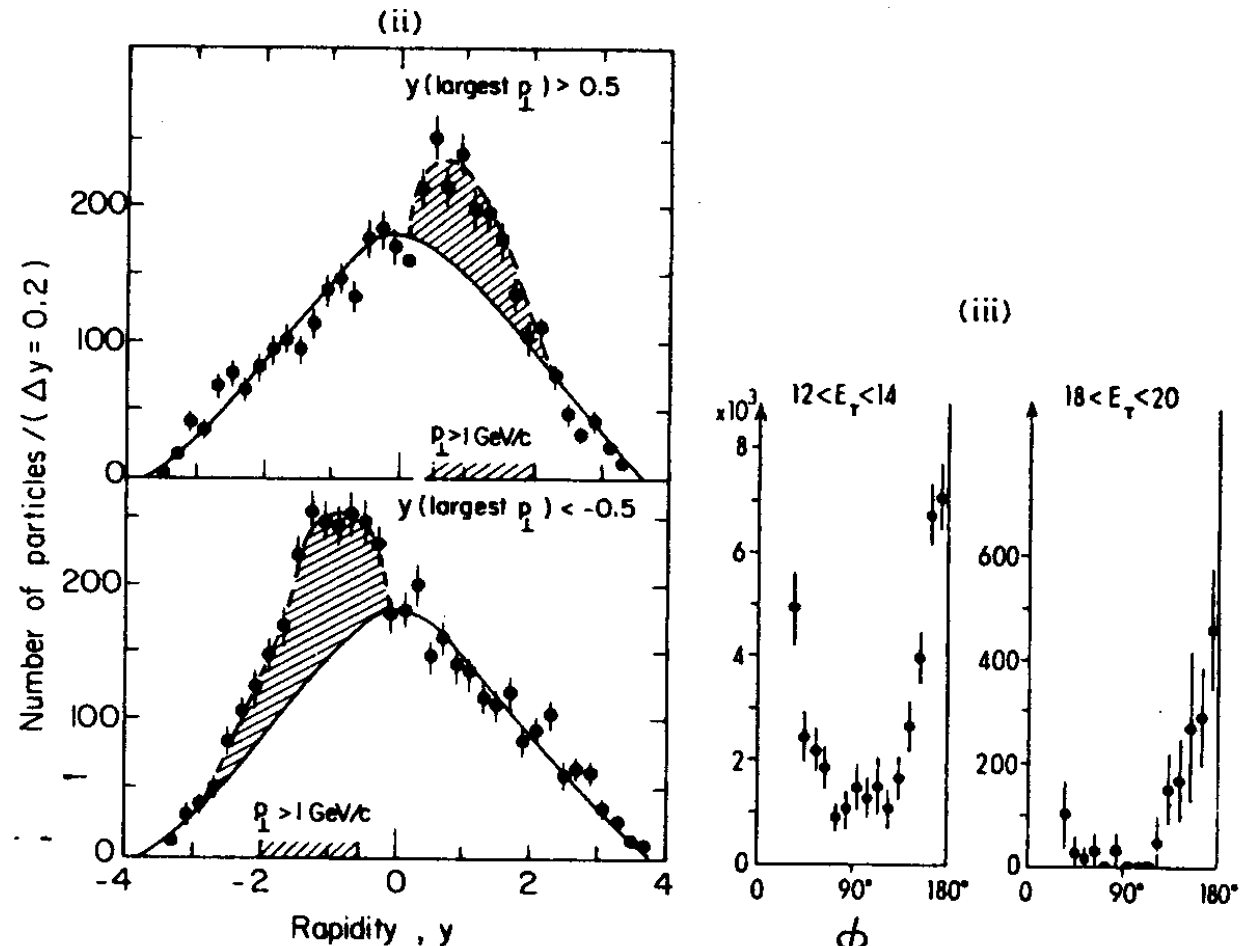 (ii)
y (largest p⊥) > 0.5
200
100
0
p⊥ > 1 GeV/c
y (largest p⊥) < -0.5
200
100
0
p⊥ > 1 GeV/c
-4 -2 0 2 4
Rapidity , y
Number of particles / (Δy = 0.2)
(iii)
x10³ 12 < E_T < 14
8
6
4
2
0
0 90° 180°
18 < E_T < 20
600
400
200
0
0 90° 180°
ϕ